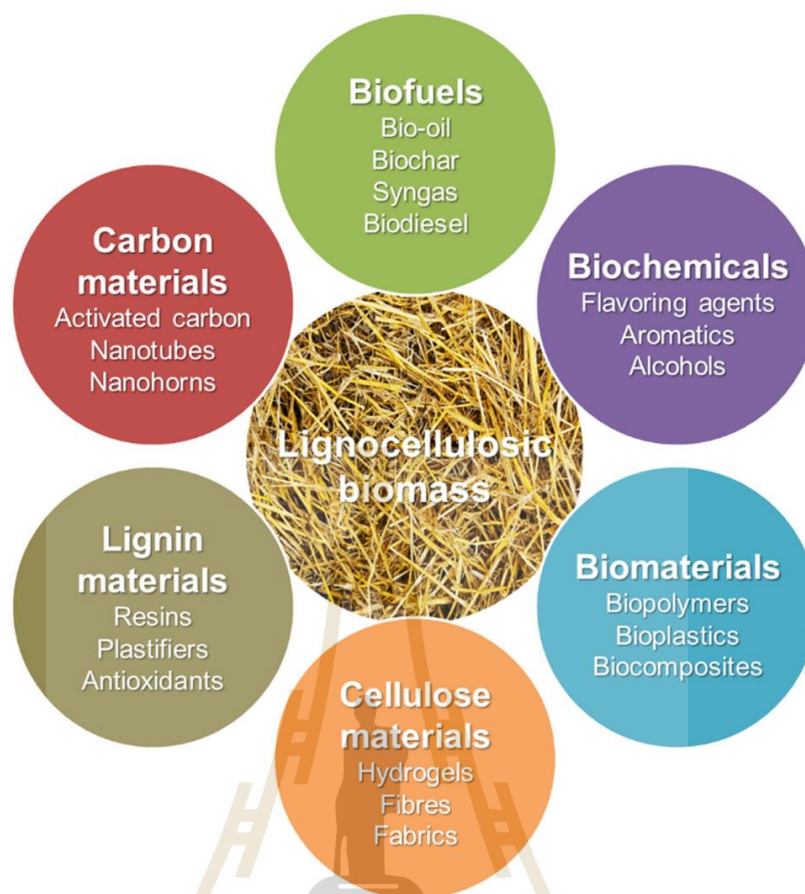 Biofuels
Bio-oil
Biochar
Syngas
Biodiesel
Carbon
materials
Activated carbon
Nanotubes
Nanohorns
Biochemicals
Flavoring agents
Aromatics
Alcohols
Lignocellulosic
biomass
Lignin
materials
Resins
Plastifiers
Antioxidants
Biomaterials
Biopolymers
Bioplastics
Biocomposites
Cellulose
materials
Hydrogels
Fibres
Fabrics